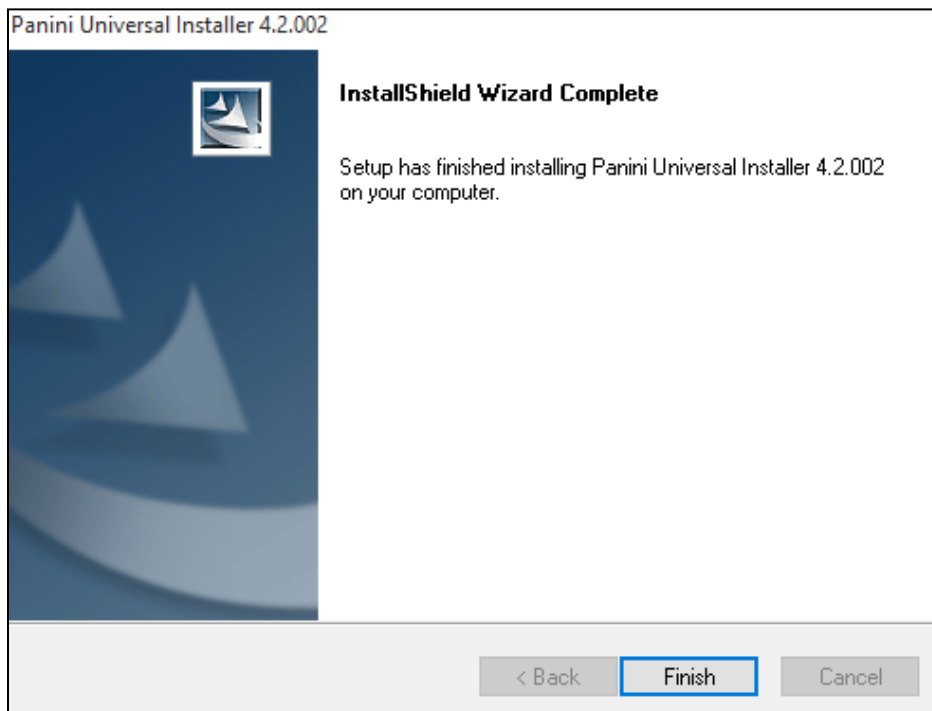 Panini Universal Installer 4.2.002
InstallShield Wizard Complete
Setup has finished installing Panini Universal Installer 4.2.002
on your computer.
< Back
Finish
Cancel